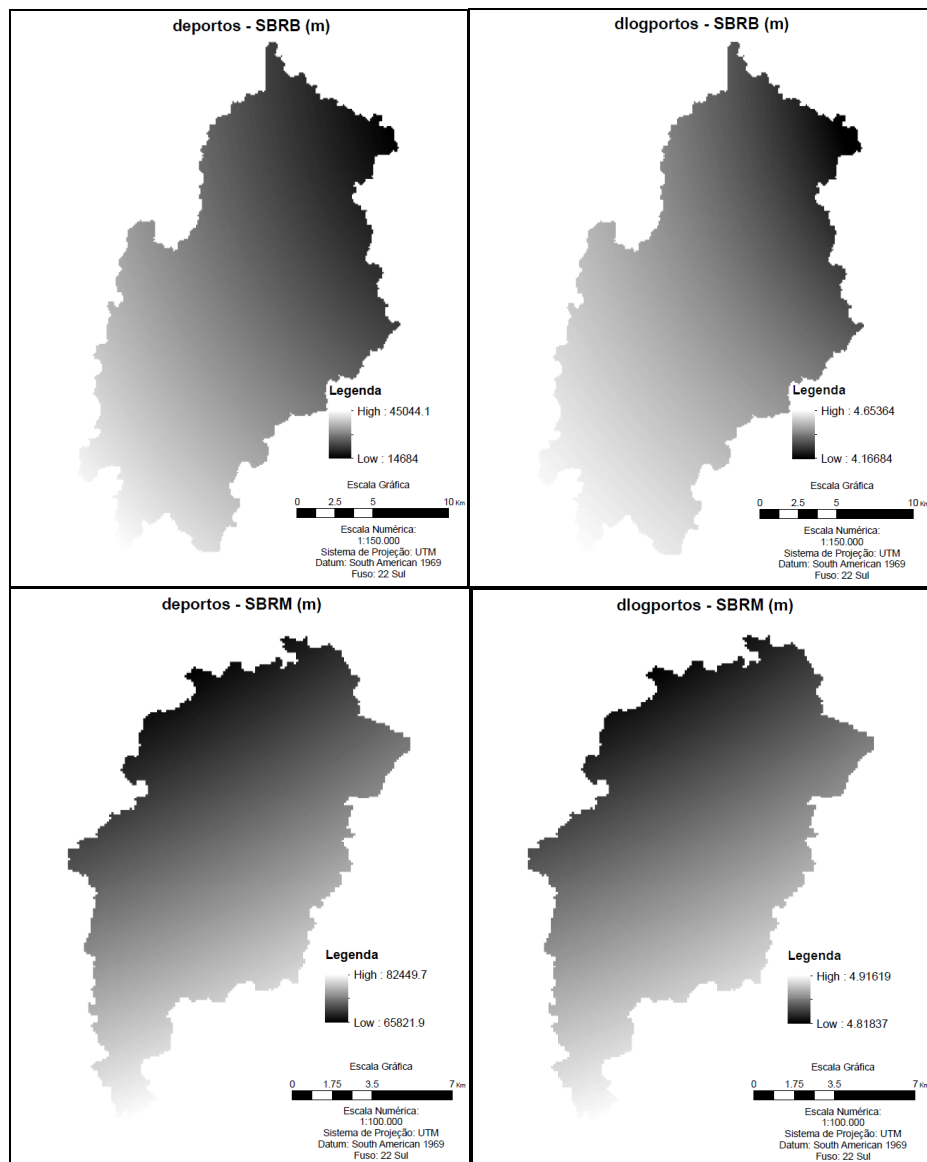 deportos - SBRB (m)
Legenda
High : 45044.1
Low : 14684
Escala Gráfica
0 2.5 5 10 Km
Escala Numérica:
1:150.000
Sistema de Projeção: UTM
Datum: South American 1969
Fuso: 22 Sul
dlogportos - SBRB (m)
Legenda
High : 4.65364
Low : 4.16684
Escala Gráfica
0 2.5 5 10 Km
Escala Numérica:
1:150.000
Sistema de Projeção: UTM
Datum: South American 1969
Fuso: 22 Sul
deportos - SBRM (m)
Legenda
High : 82449.7
Low : 65821.9
Escala Gráfica
0 1.75 3.5 7 Km
Escala Numérica:
1:100.000
Sistema de Projeção: UTM
Datum: South American 1969
Fuso: 22 Sul
dlogportos - SBRM (m)
Legenda
High : 4.91619
Low : 4.81837
Escala Gráfica
0 1.75 3.5 7 Km
Escala Numérica:
1:100.000
Sistema de Projeção: UTM
Datum: South American 1969
Fuso: 22 Sul